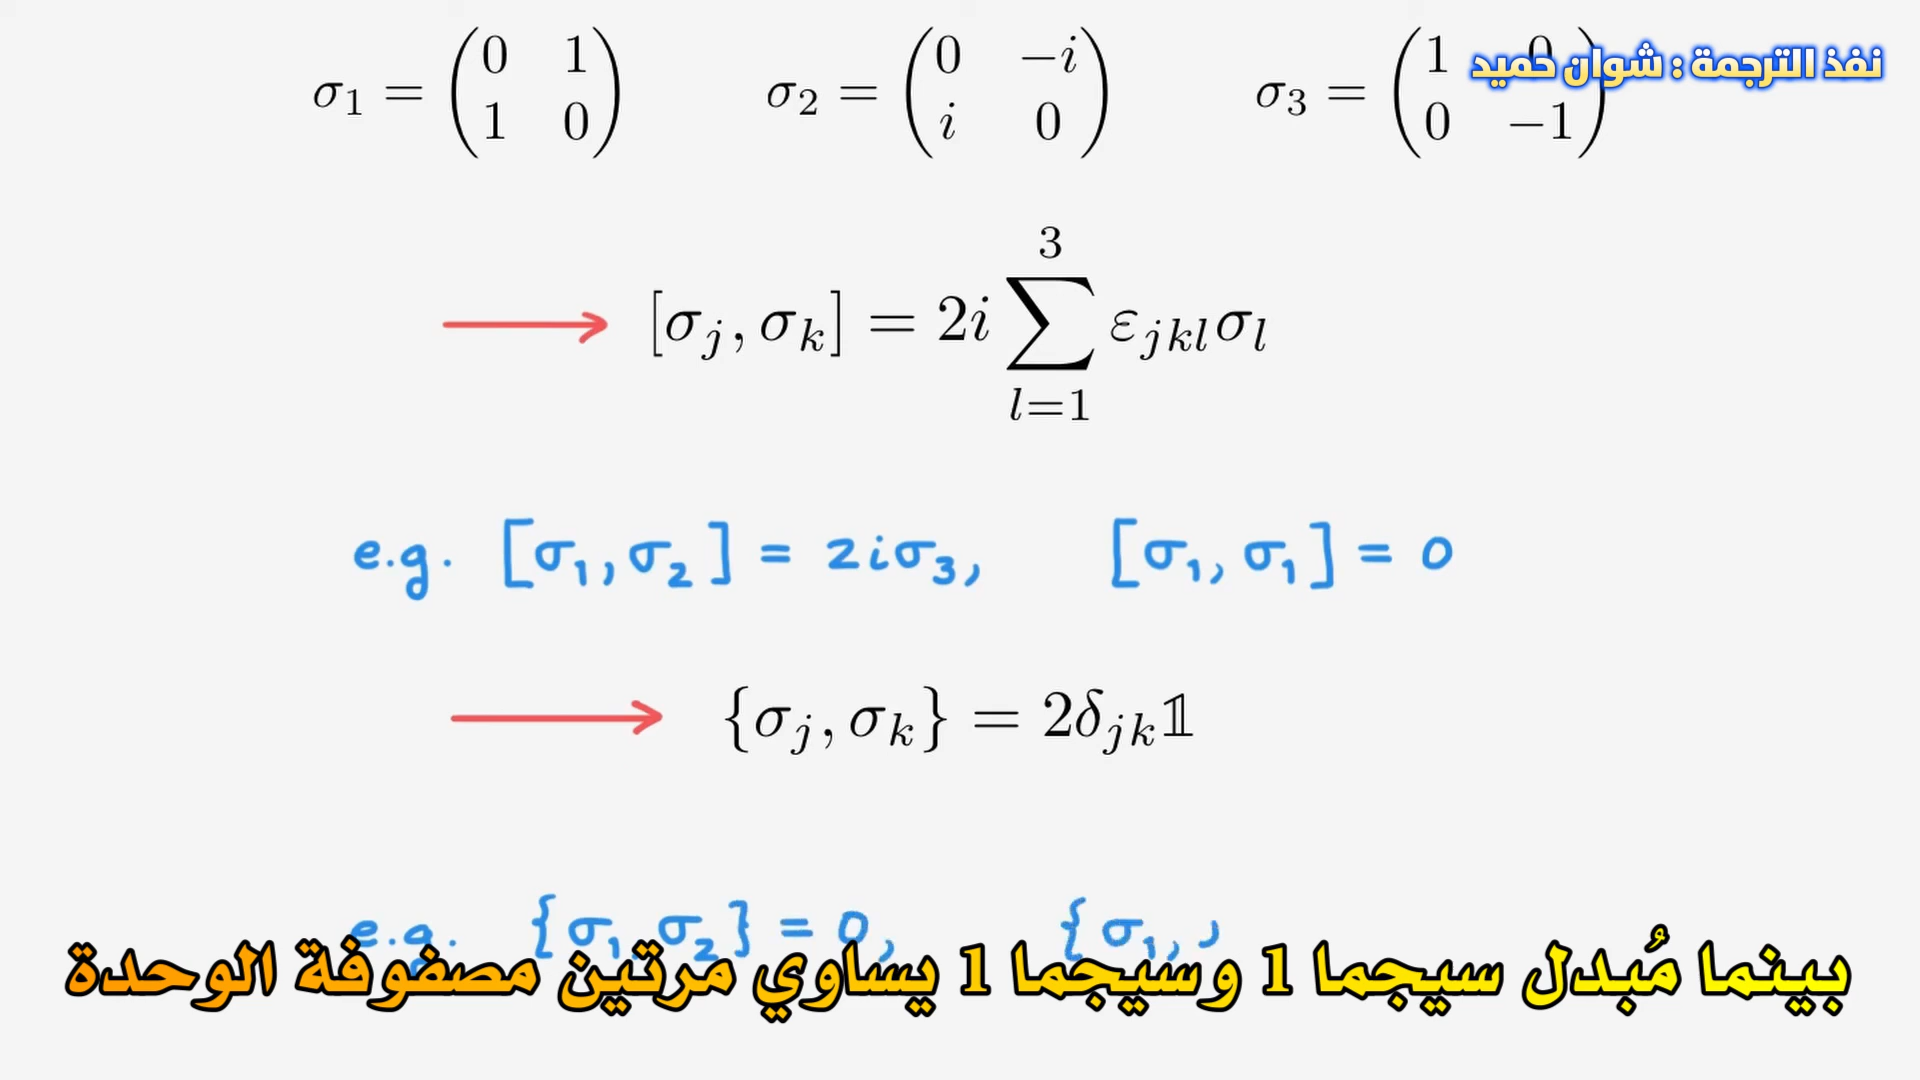 σ₁ = (0 1; 1 0) σ₂ = (0 −i; i 0) σ₃ = (1 0; 0 −1)
نفذ الترجمة : شوان حميد
[σ_j, σ_k] = 2i ∑_{l=1}^{3} ε_{jkl}σ_l
e.g. [σ₁, σ₂] = 2iσ₃, [σ₁, σ₁] = 0
{σ_j, σ_k} = 2δ_{jk}𝟙
e.g. {σ₁ σ₂} = 0, {σ₁,
بينما مُبدل سيجما 1 وسيجما 1 يساوي مرتين مصفوفة الوحدة